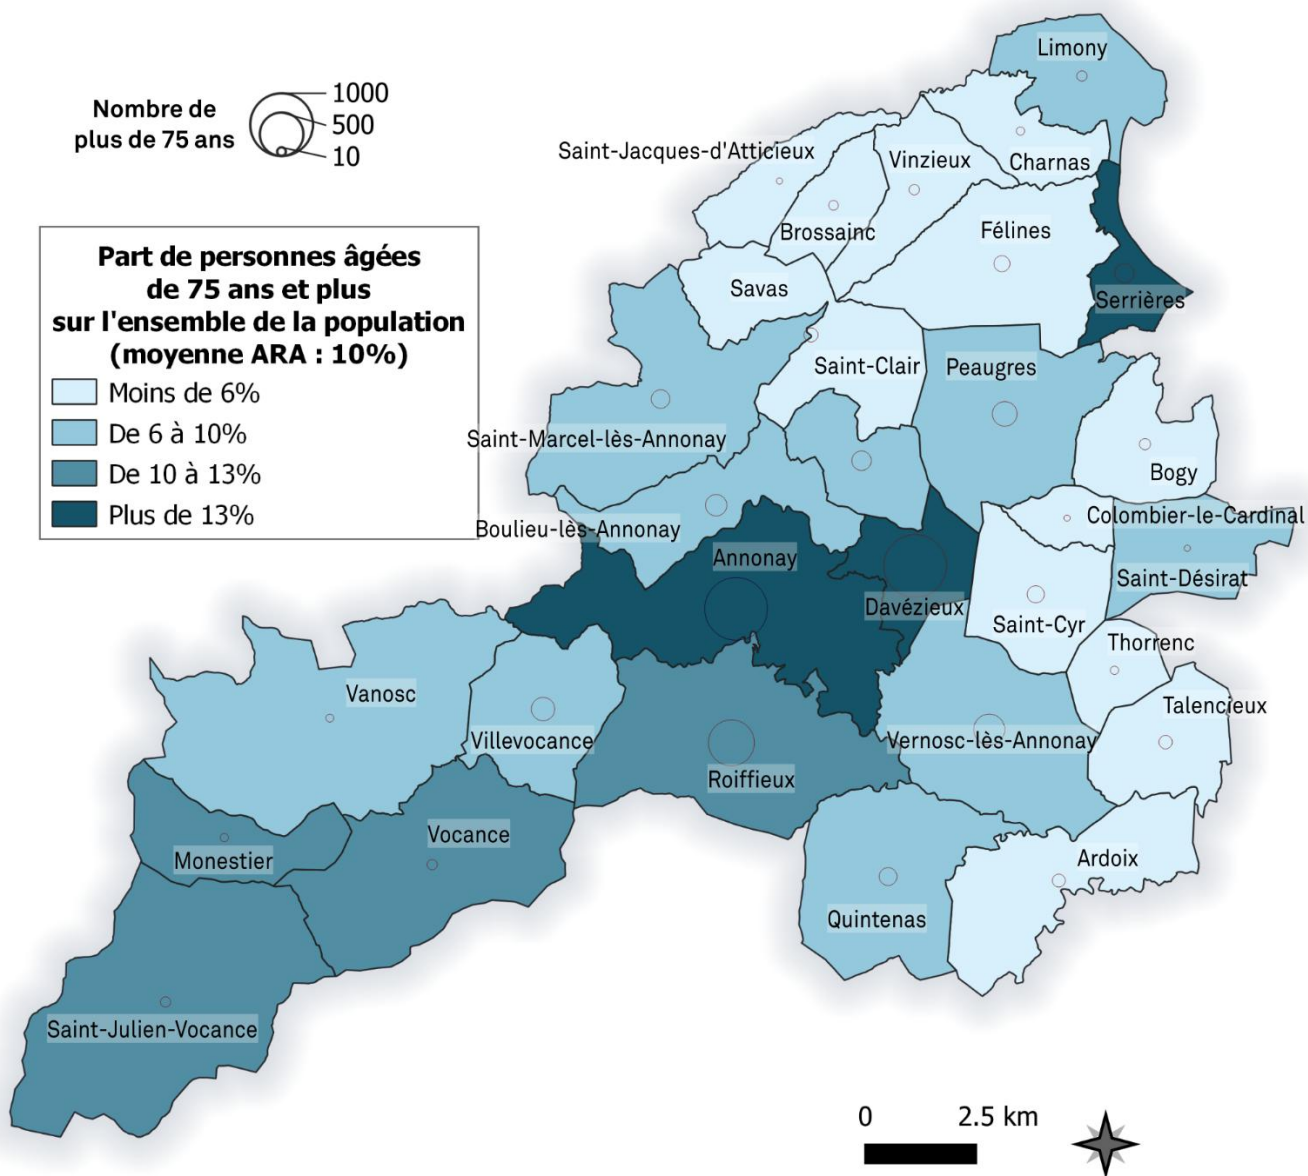 Limony
Nombre de
plus de 75 ans
1000
500
10
Saint-Jacques-d'Atticieux
Vinzieux
Charnas
Brossainc
Félines
Savas
Serrières
Part de personnes âgées
de 75 ans et plus
sur l'ensemble de la population
(moyenne ARA : 10%)
Moins de 6%
De 6 à 10%
De 10 à 13%
Plus de 13%
Saint-Clair
Peaugres
Saint-Marcel-lès-Annonay
Bogy
Boulieu-lès-Annonay
Colombier-le-Cardinal
Annonay
Saint-Désirat
Davézieux
Saint-Cyr
Thorrenc
Vanosc
Talencieux
Villevocance
Vernosc-lès-Annonay
Roiffieux
Vocance
Monestier
Ardoix
Quintenas
Saint-Julien-Vocance
0
2.5 km